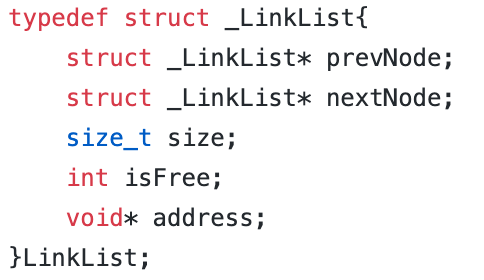 typedef struct _LinkList{
    struct _LinkList* prevNode;
    struct _LinkList* nextNode;
    size_t size;
    int isFree;
    void* address;
}LinkList;